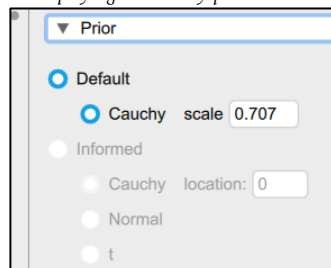 ▼ Prior
Default
Cauchy scale 0.707
Informed
Cauchy location: 0
Normal
t